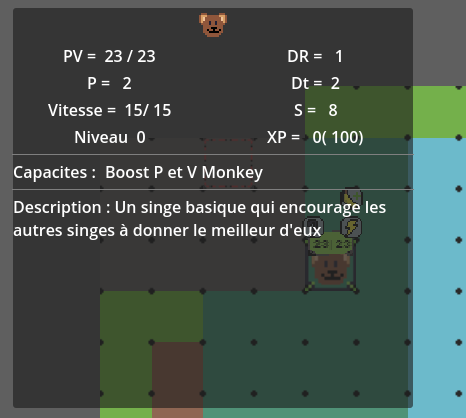 PV = 23 / 23 DR = 1
P = 2 Dt = 2
Vitesse = 15/ 15 S = 8
Niveau 0 XP = 0( 100)
Capacites : Boost P et V Monkey
Description : Un singe basique qui encourage les
autres singes à donner le meilleur d'eux
23 23